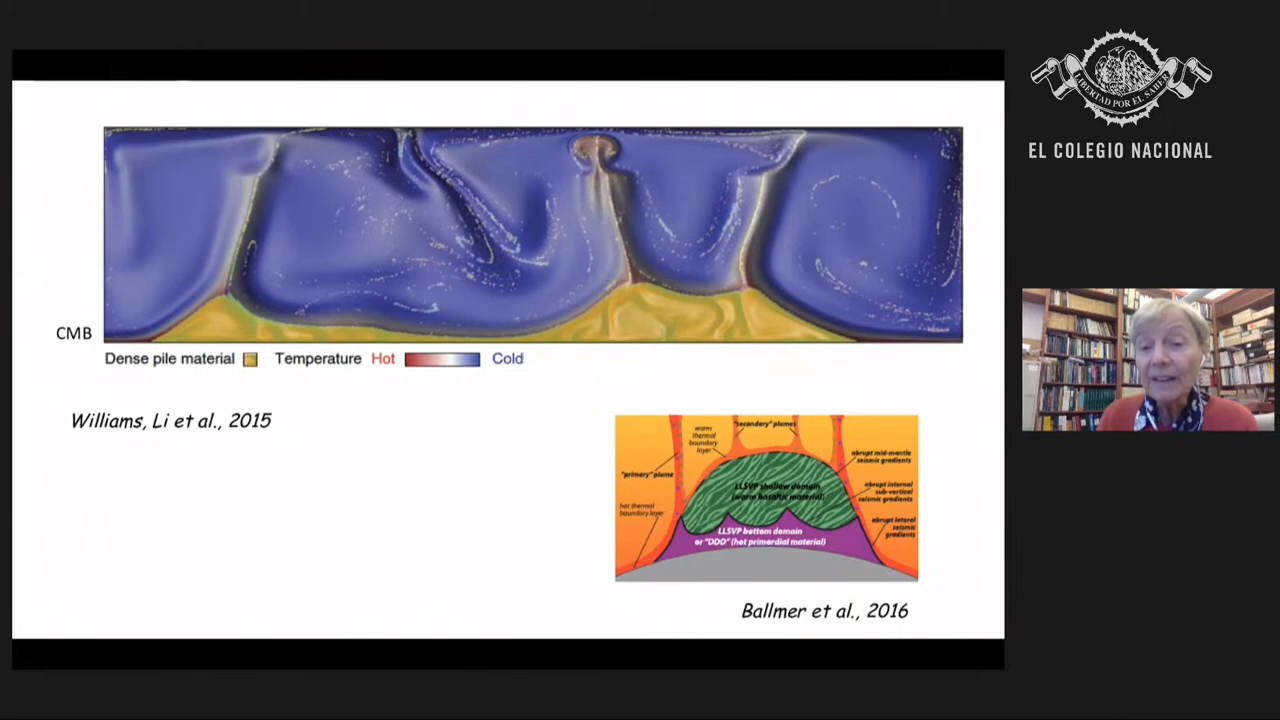 CMB
Dense pile material Temperature Hot Cold
Williams, Li et al., 2015
warm
thermal
boundary
layer
"secondary" plumes
"primary" plume
hot thermal
boundary layer
LLSVP shallow domain
(warm basaltic material)
LLSVP bottom domain
or "DDD" (hot primordial material)
abrupt mid-mantle
seismic gradients
abrupt internal
sub-vertical
seismic gradients
abrupt lateral
seismic
gradients
Ballmer et al., 2016
LIBERTAD POR EL SABER
EL COLEGIO NACIONAL